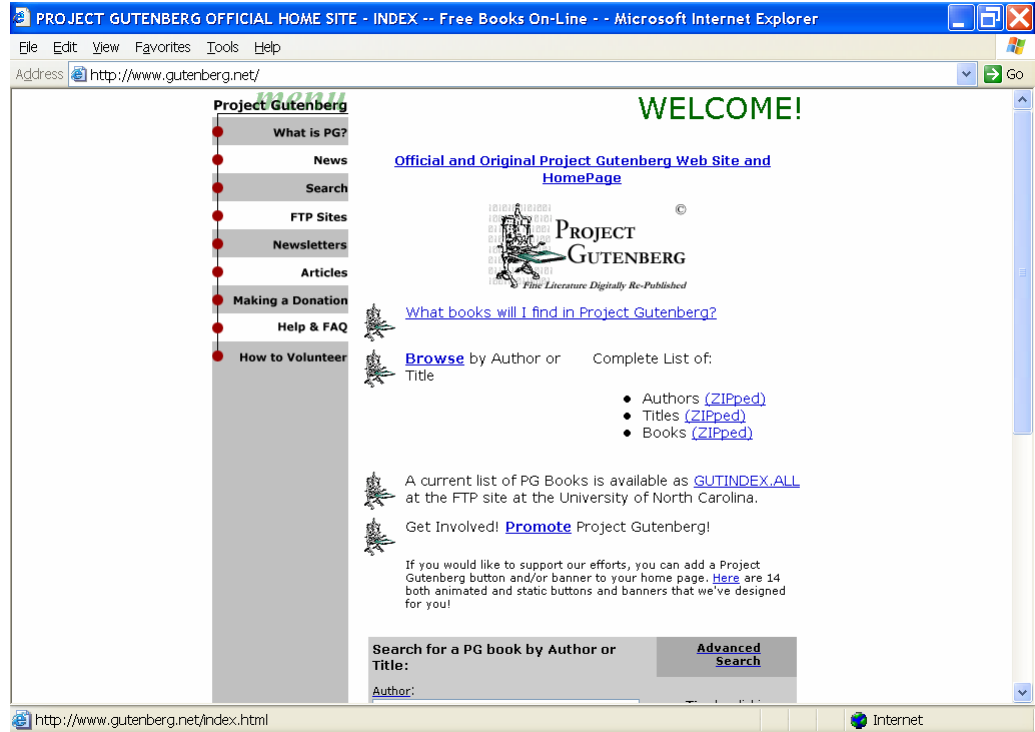 PROJECT GUTENBERG OFFICIAL HOME SITE - INDEX -- Free Books On-Line - - Microsoft Internet Explorer
File Edit View Favorites Tools Help
Address http://www.gutenberg.net/ Go
menu
Project Gutenberg
What is PG?
News
Search
FTP Sites
Newsletters
Articles
Making a Donation
Help & FAQ
How to Volunteer
WELCOME!
Official and Original Project Gutenberg Web Site and
HomePage
©
PROJECT
GUTENBERG
Fine Literature Digitally Re-Published
What books will I find in Project Gutenberg?
Browse by Author or
Title
Complete List of:
Authors (ZIPped)
Titles (ZIPped)
Books (ZIPped)
A current list of PG Books is available as GUTINDEX.ALL
at the FTP site at the University of North Carolina.
Get Involved! Promote Project Gutenberg!
If you would like to support our efforts, you can add a Project
Gutenberg button and/or banner to your home page. Here are 14
both animated and static buttons and banners that we've designed
for you!
Search for a PG book by Author or
Title:
Advanced
Search
Author:
http://www.gutenberg.net/index.html
Internet